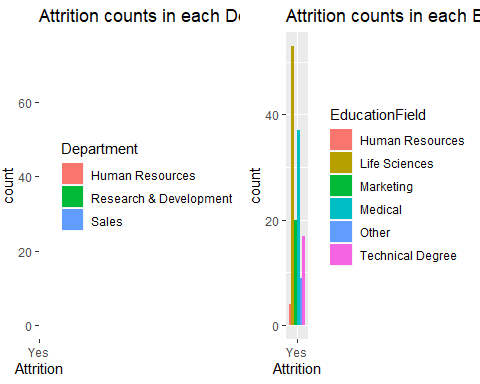 Attrition counts in each De
count
60
40
20
0
Yes
Attrition
Department
Human Resources
Research & Development
Sales
Attrition counts in each E
count
40
20
0
Yes
Attrition
EducationField
Human Resources
Life Sciences
Marketing
Medical
Other
Technical Degree